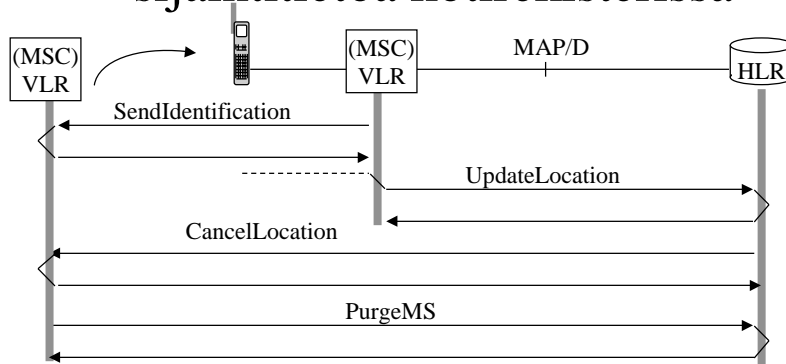 (MSC)
VLR
(MSC)
VLR
MAP/D
HLR
SendIdentification
UpdateLocation
CancelLocation
PurgeMS